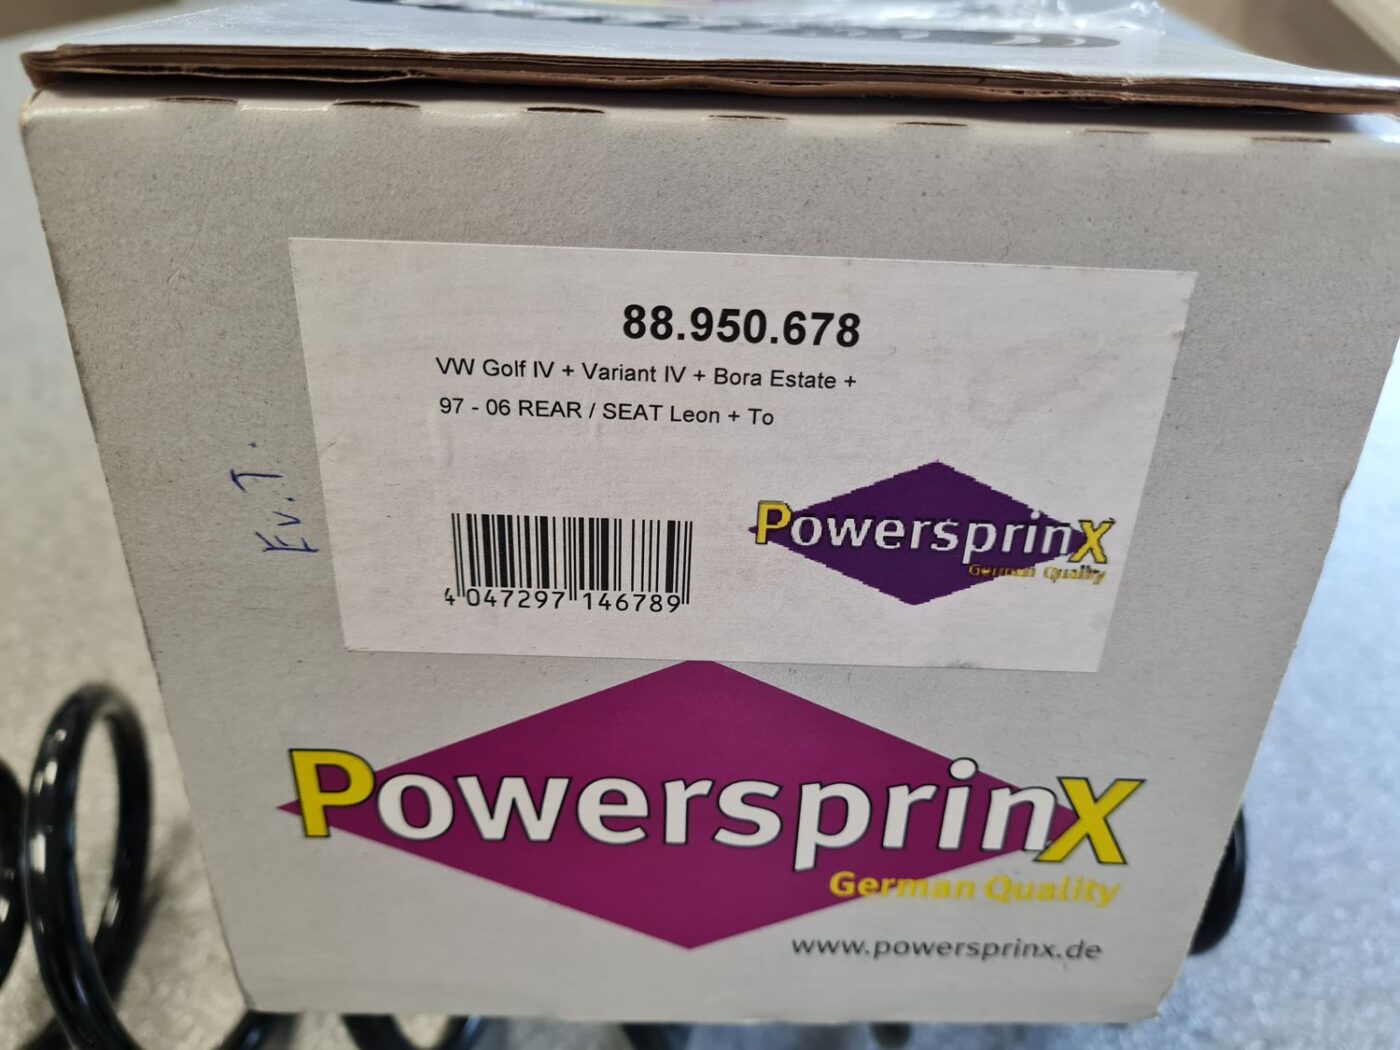 88.950.678
VW Golf IV + Variant IV + Bora Estate +
97 - 06 REAR / SEAT Leon + To
4 047297 146789
PowersprinX
German Quality
Ev.T.
PowersprinX
German Quality
www.powersprinx.de